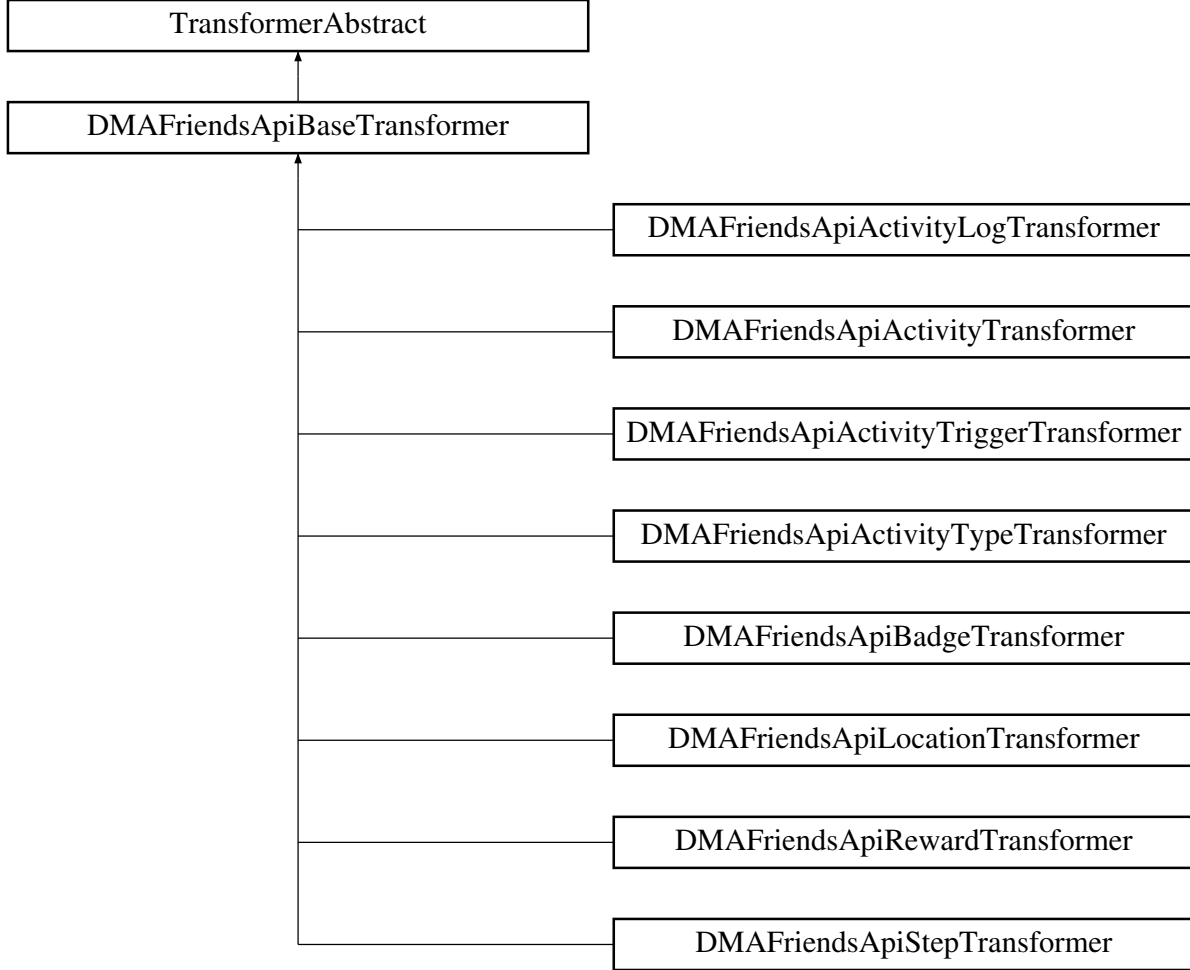 TransformerAbstract
DMAFriendsApiBaseTransformer
DMAFriendsApiActivityLogTransformer
DMAFriendsApiActivityTransformer
DMAFriendsApiActivityTriggerTransformer
DMAFriendsApiActivityTypeTransformer
DMAFriendsApiBadgeTransformer
DMAFriendsApiLocationTransformer
DMAFriendsApiRewardTransformer
DMAFriendsApiStepTransformer